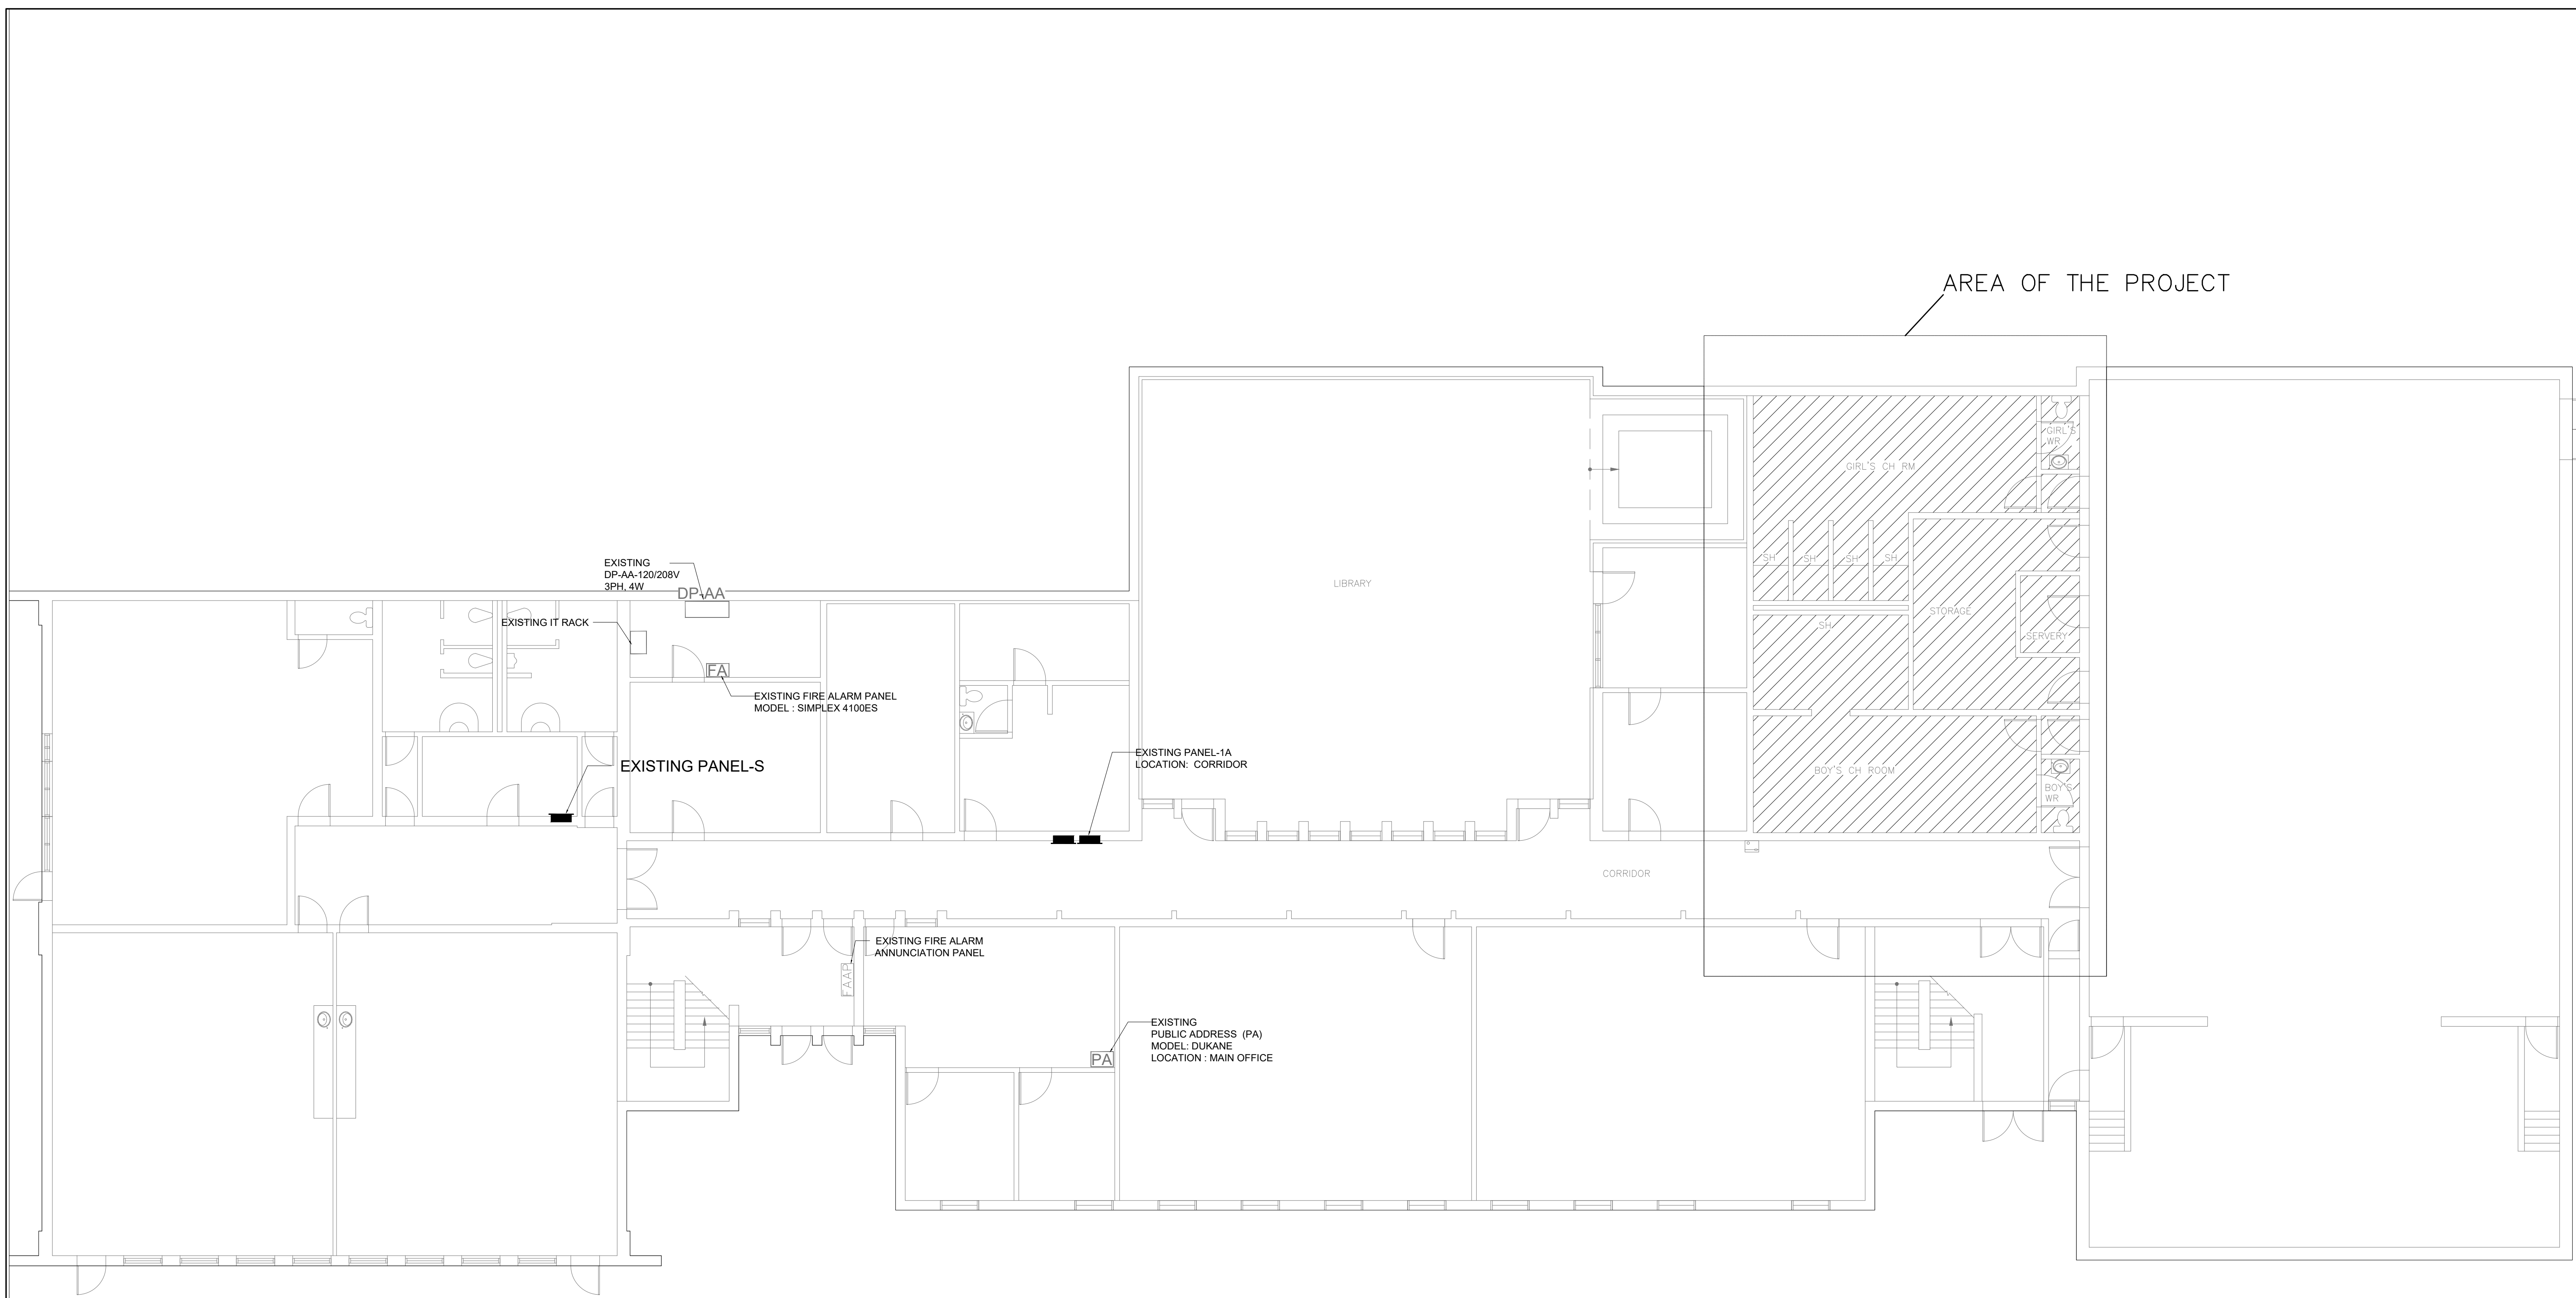 AREA OF THE PROJECT
GIRL'S
WR
GIRL'S CH RM
EXISTING
DP-AA-120/208V
3PH, 4W
DP-AA
SH
SH
SH
SH
LIBRARY
STORAGE
EXISTING IT RACK
SH
SERVERY
FA
EXISTING FIRE ALARM PANEL
MODEL : SIMPLEX 4100ES
EXISTING PANEL-1A
LOCATION: CORRIDOR
EXISTING PANEL-S
BOY'S CH ROOM
BOY'S
WR
CORRIDOR
EXISTING FIRE ALARM
ANNUNCIATION PANEL
FAAP
EXISTING
PUBLIC ADDRESS (PA)
MODEL: DUKANE
LOCATION : MAIN OFFICE
PA